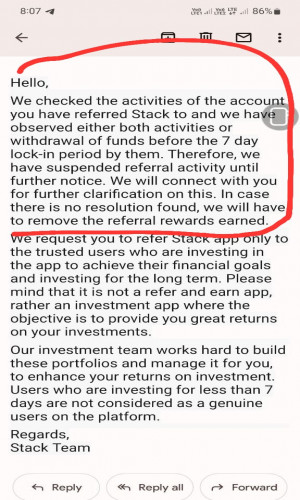 8:07
86%
Hello,
We checked the activities of the account
you have referred Stack to and we have
observed either both activities or
withdrawal of funds before the 7 day
lock-in period by them. Therefore, we
have suspended referral activity until
further notice. We will connect with you
for further clarification on this. In case
there is no resolution found, we will have
to remove the referral rewards earned.
We request you to refer Stack app only to
the trusted users who are investing in
the app to achieve their financial goals
and investing for the long term. Please
mind that it is not a refer and earn app,
rather an investment app where the
objective is to provide you great returns
on your investments.
Our investment team works hard to build
these portfolios and manage it for you,
to enhance your returns on investment.
Users who are investing for less than 7
days are not considered as a genuine
users on the platform.
Regards,
Stack Team
Reply Reply all Forward